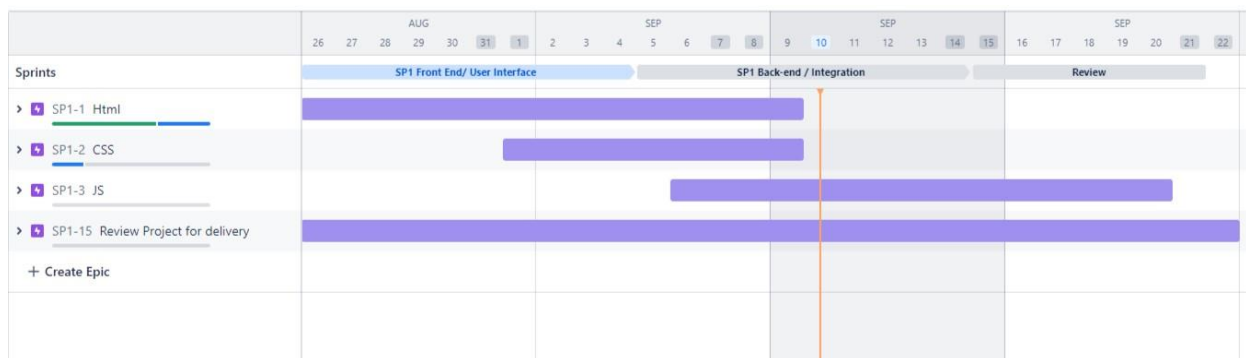 AUG SEP SEP SEP
26 27 28 29 30 31 1 2 3 4 5 6 7 8 9 10 11 12 13 14 15 16 17 18 19 20 21 22
Sprints SP1 Front End/ User Interface SP1 Back-end / Integration Review
SP1-1 Html
SP1-2 CSS
SP1-3 JS
SP1-15 Review Project for delivery
+ Create Epic